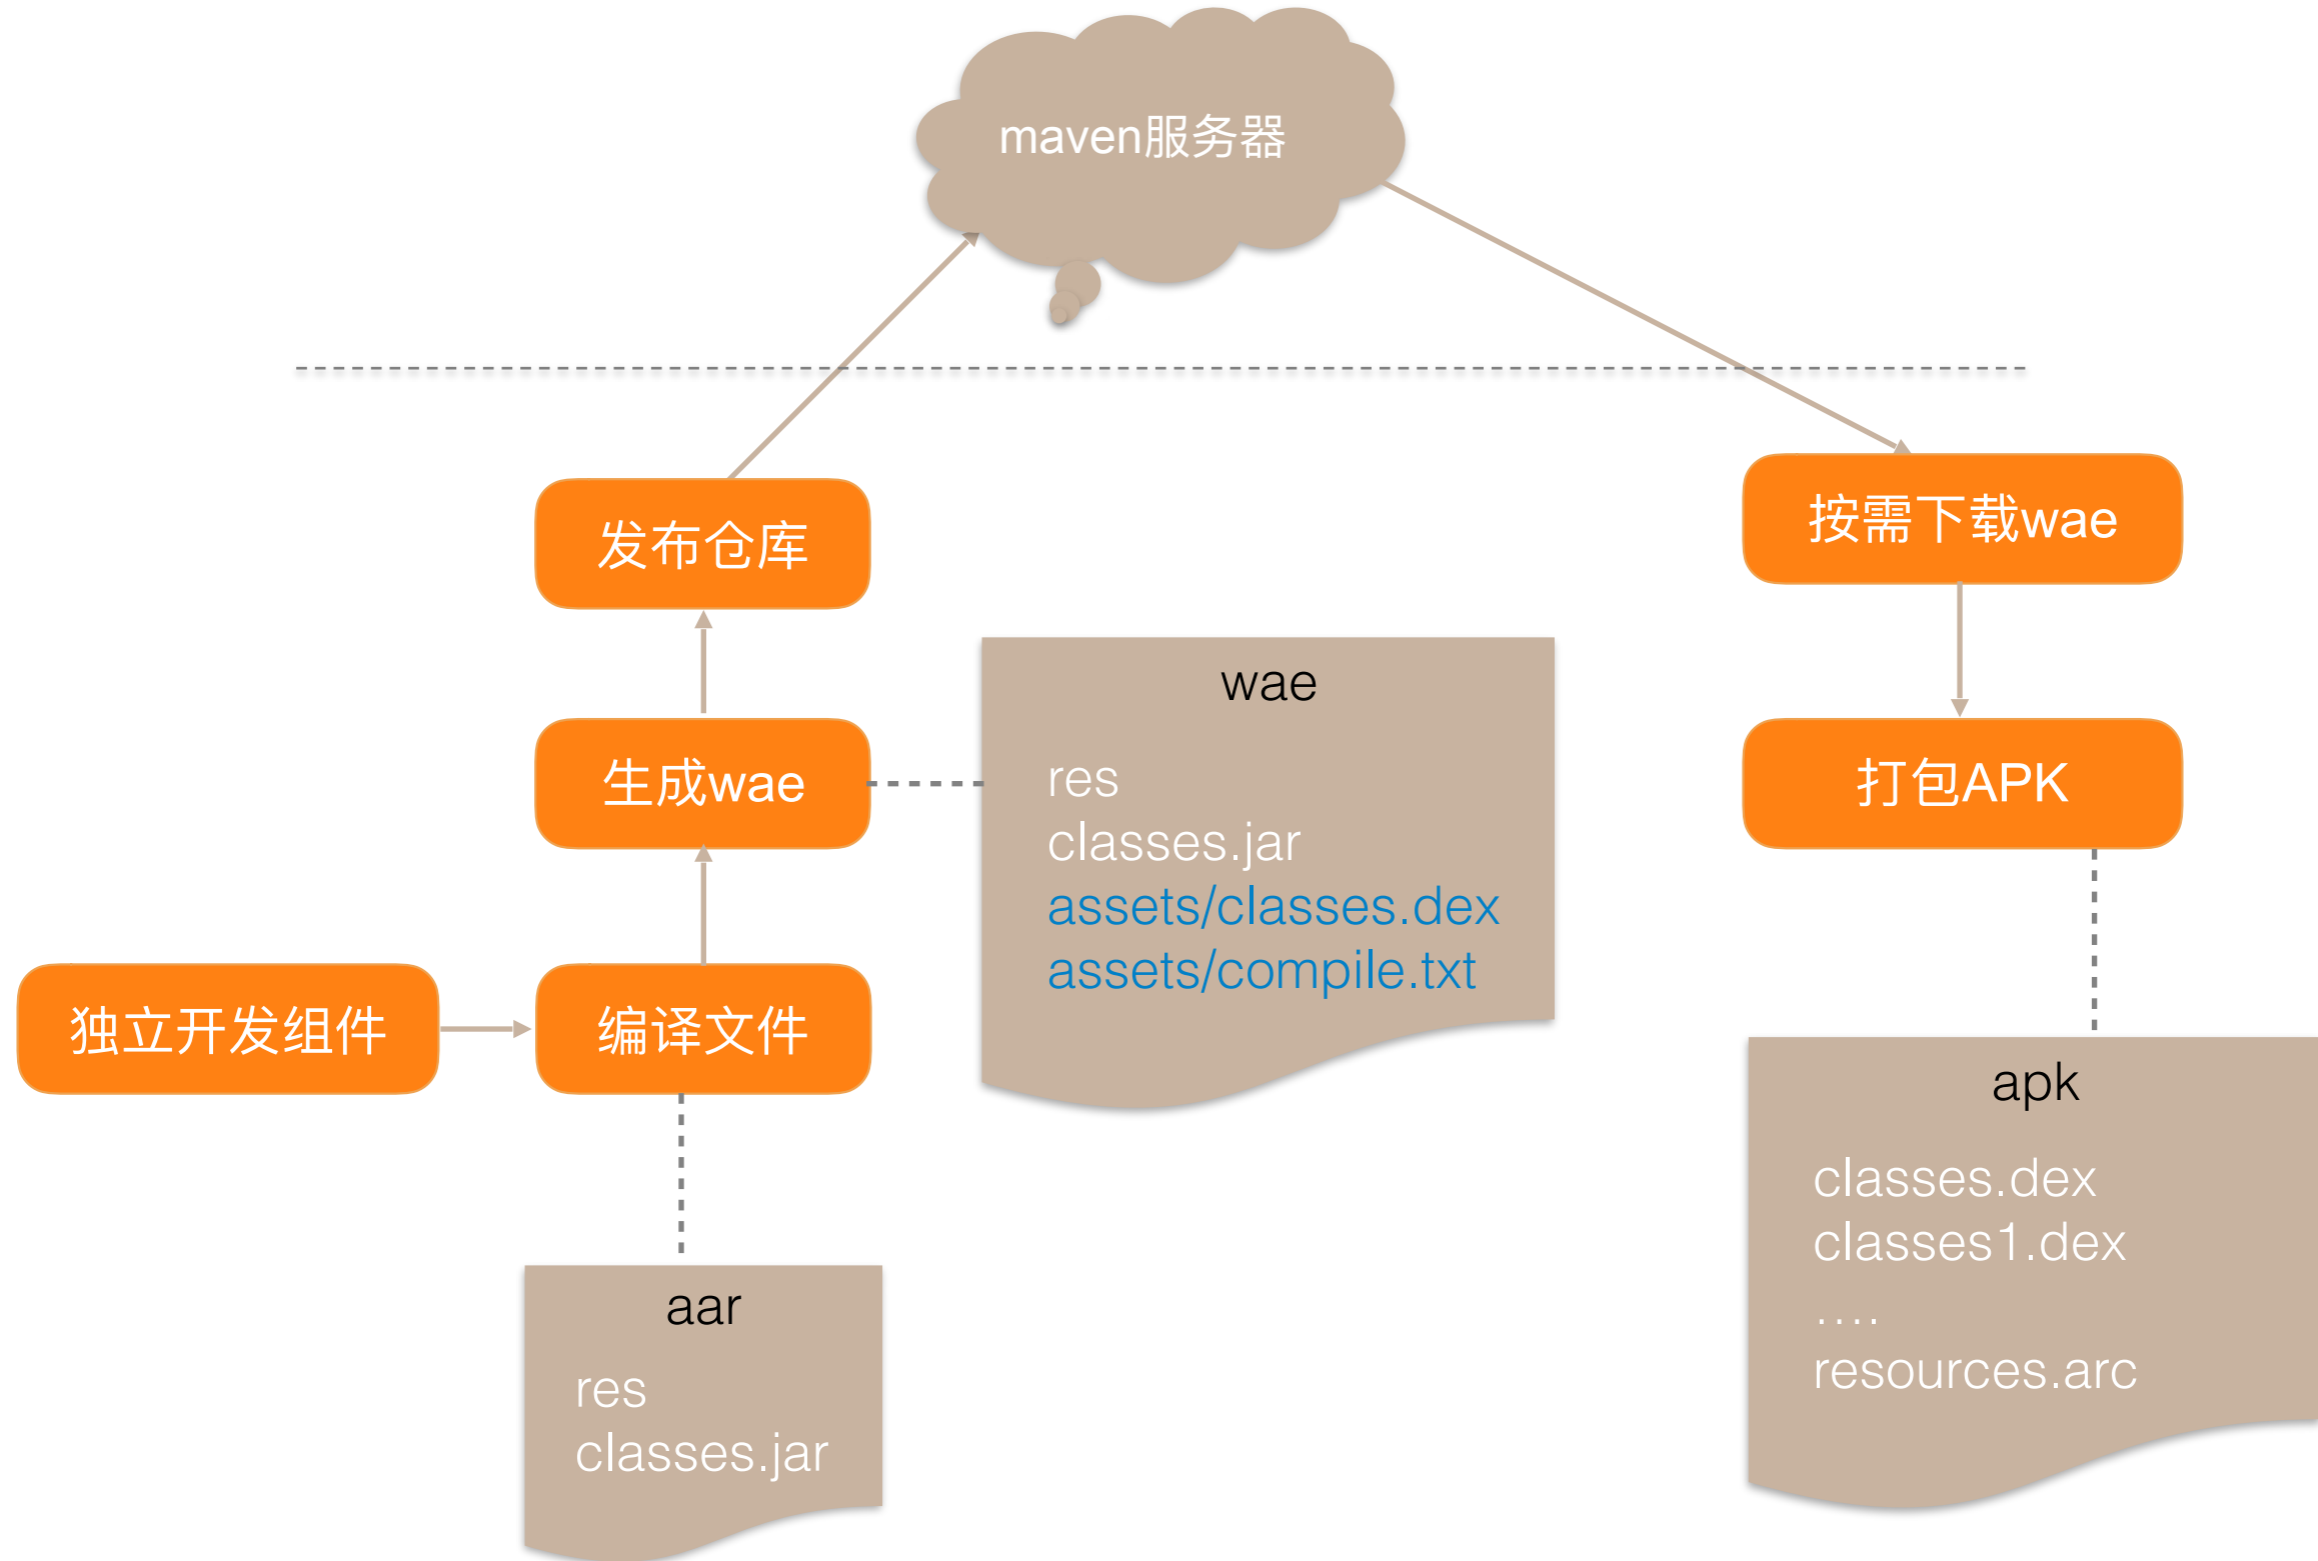 maven服务器
发布仓库
按需下载wae
wae
res
classes.jar
assets/classes.dex
assets/compile.txt
生成wae
打包APK
独立开发组件
编译文件
aar
res
classes.jar
apk
classes.dex
classes1.dex
....
resources.arc